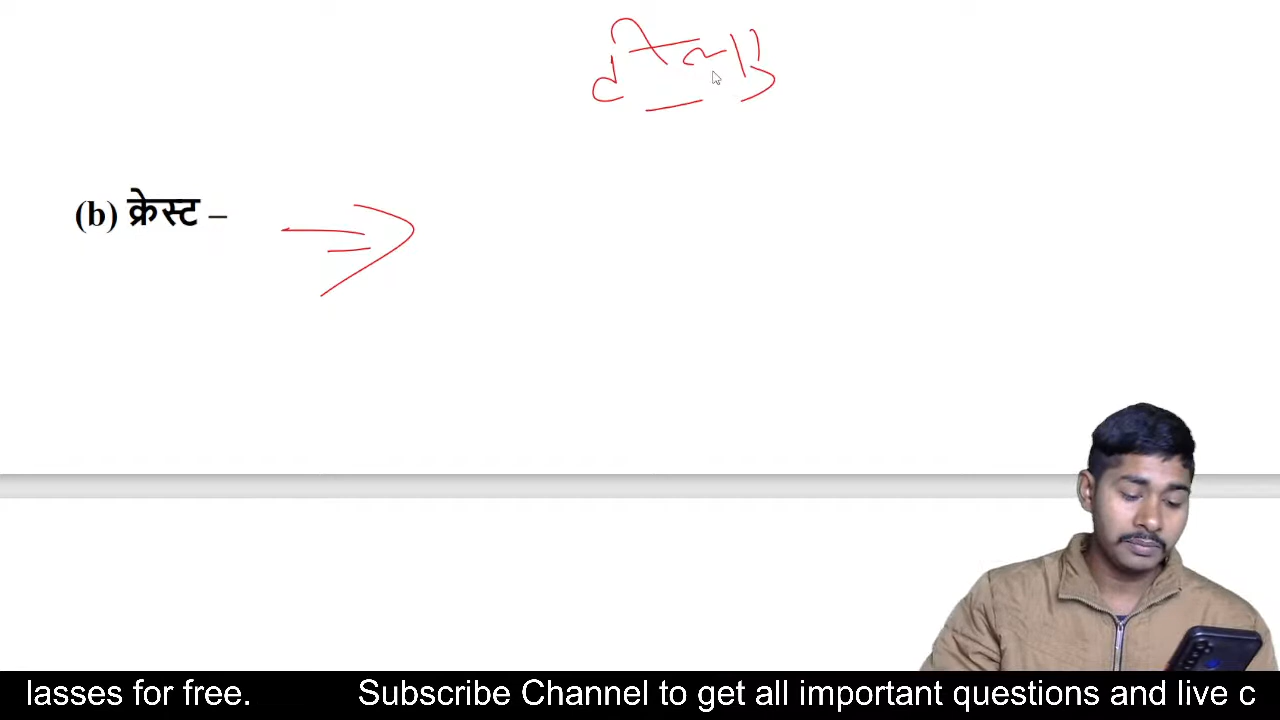 (b) क्रेस्ट –
lasses for free. Subscribe Channel to get all important questions and live c